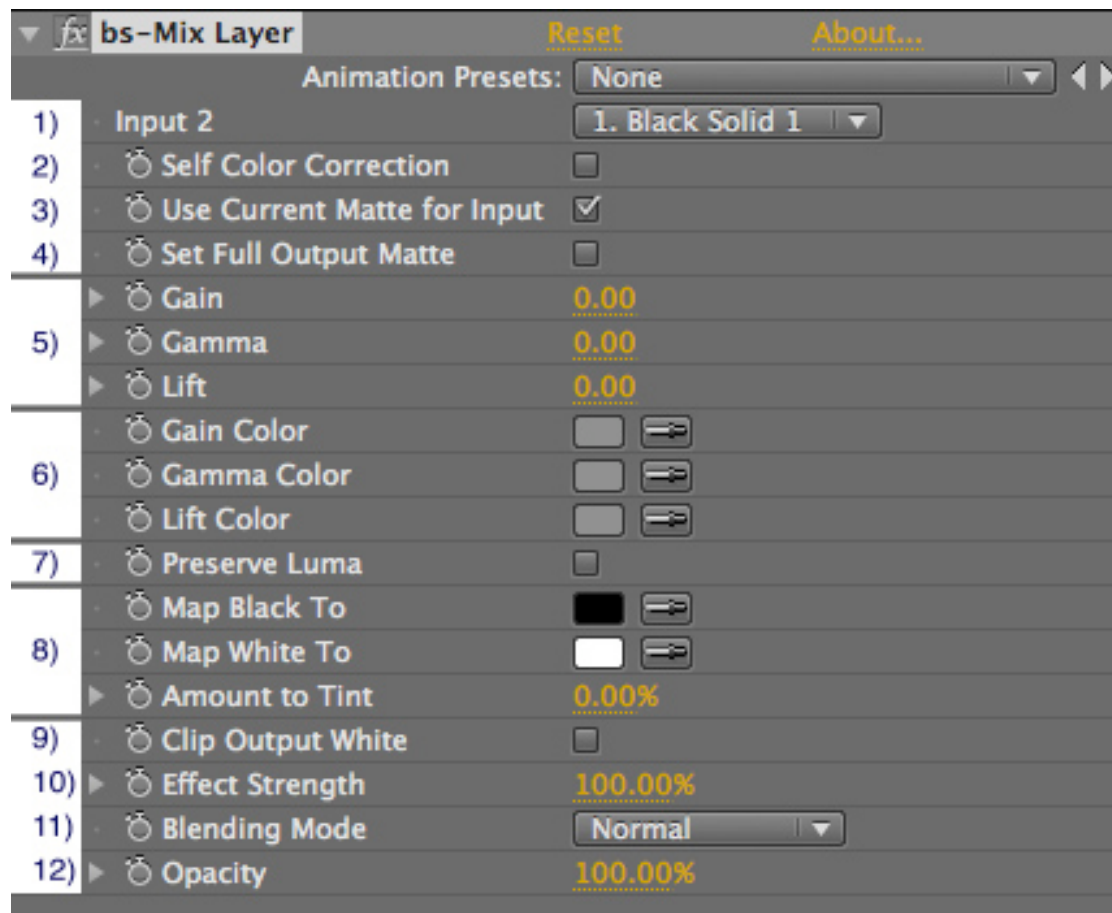 fx bs-Mix Layer Reset About...
Animation Presets: None
1) Input 2 1. Black Solid 1
2) Self Color Correction
3) Use Current Matte for Input
4) Set Full Output Matte
Gain 0.00
5) Gamma 0.00
Lift 0.00
Gain Color
6) Gamma Color
Lift Color
7) Preserve Luma
Map Black To
8) Map White To
Amount to Tint 0.00%
9) Clip Output White
10) Effect Strength 100.00%
11) Blending Mode Normal
12) Opacity 100.00%